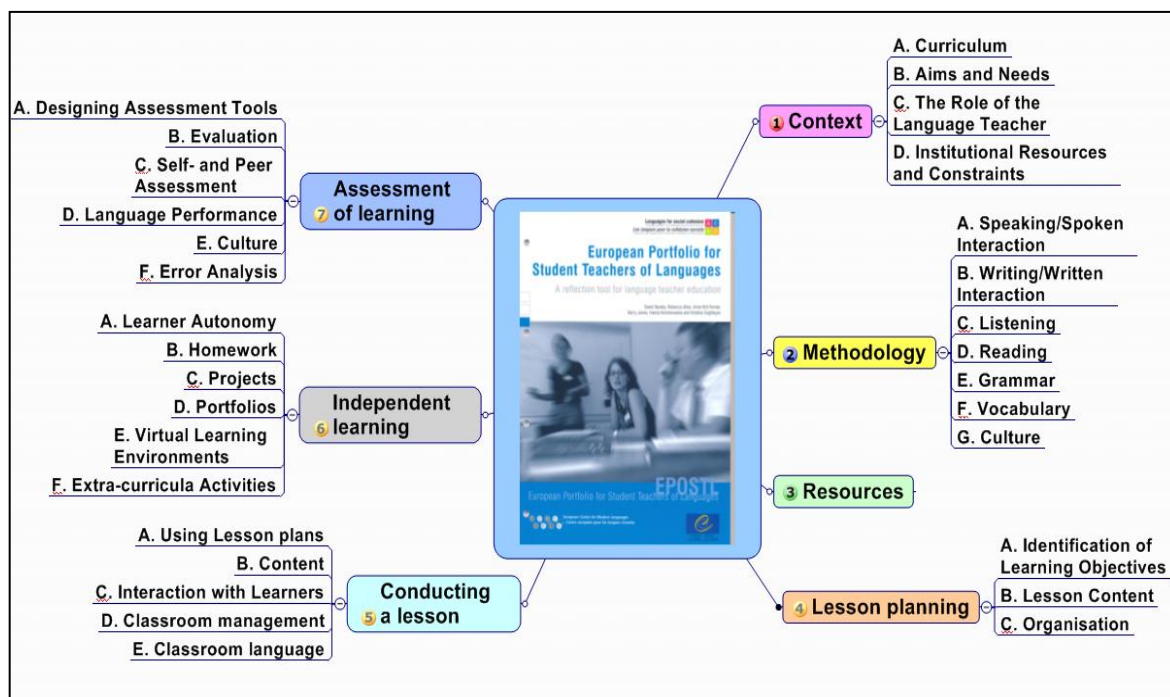 1 Context
A. Curriculum
B. Aims and Needs
C. The Role of the
Language Teacher
D. Institutional Resources
and Constraints
2 Methodology
A. Speaking/Spoken
Interaction
B. Writing/Written
Interaction
C. Listening
D. Reading
E. Grammar
F. Vocabulary
G. Culture
3 Resources
4 Lesson planning
A. Identification of
Learning Objectives
B. Lesson Content
C. Organisation
Conducting
5 a lesson
A. Using Lesson plans
B. Content
C. Interaction with Learners
D. Classroom management
E. Classroom language
Independent
6 learning
A. Learner Autonomy
B. Homework
C. Projects
D. Portfolios
E. Virtual Learning
Environments
F. Extra-curricula Activities
Assessment
7 of learning
A. Designing Assessment Tools
B. Evaluation
C. Self- and Peer
Assessment
D. Language Performance
E. Culture
F. Error Analysis
Languages for social cohesion
European Portfolio for
Student Teachers of Languages
A reflection tool for language teacher education
EPOSTL
European Portfolio for Student Teachers of Languages